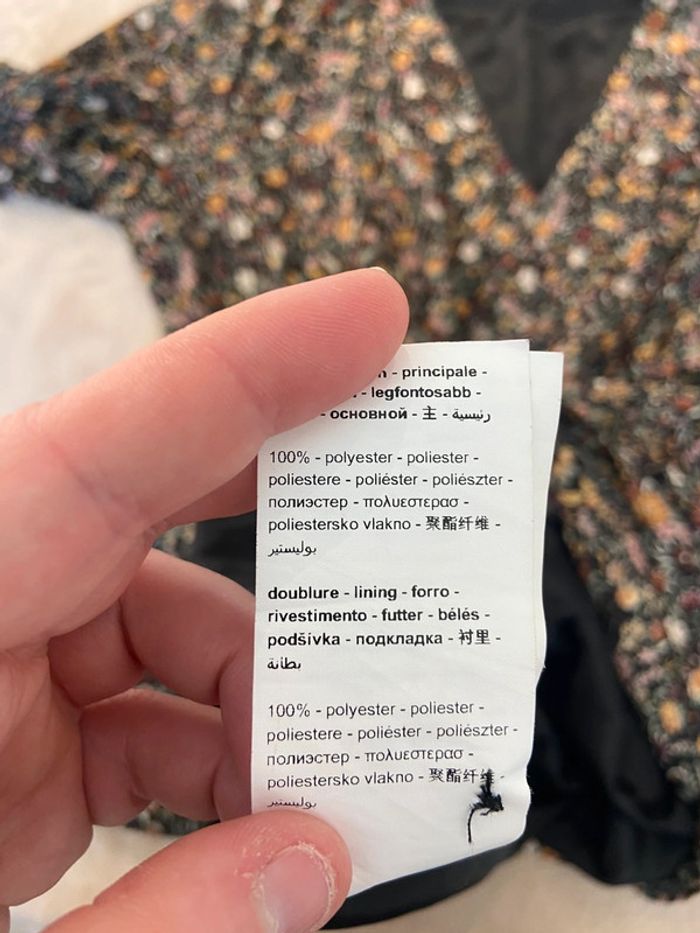 - principale -
- legfontosabb -
- основной - 主 - رئيسية
100% - polyester - poliester -
poliestere - poliéster - poliészter -
полиэстер - πολυεστερασ -
poliestersko vlakno - 聚酯纤维 -
بوليستير
doublure - lining - forro -
rivestimento - futter - bélés -
podšívka - подкладка - 衬里 -
بطانة
100% - polyester - poliester -
poliestere - poliéster - poliészter -
полиэстер - πολυεστερασ -
poliestersko vlakno - 聚酯纤维 -
بوليستير